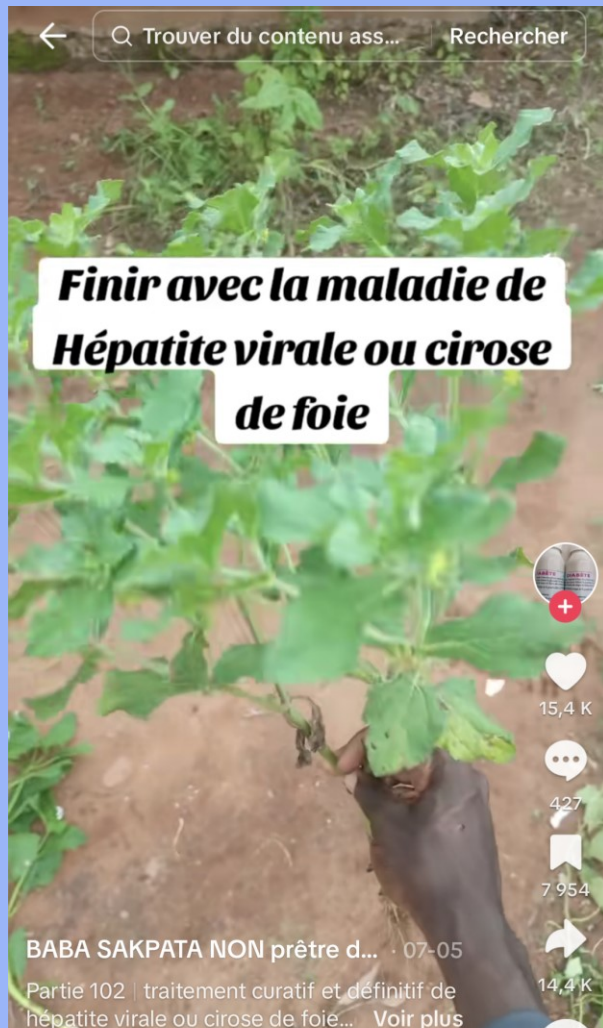 Trouver du contenu ass... Rechercher
Finir avec la maladie de
Hépatite virale ou cirose
de foie
15,4 K
427
7 954
14,4 K
BABA SAKPATA NON prêtre d... · 07-05
Partie 102 | traitement curatif et définitif de
hépatite virale ou cirose de foie... Voir plus